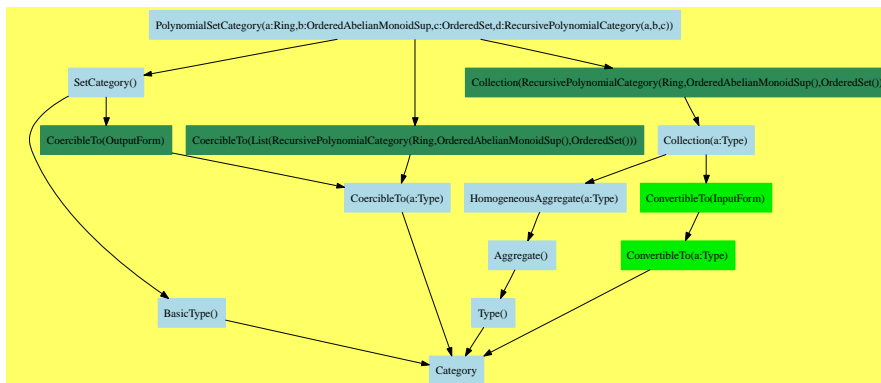 PolynomialSetCategory(a:Ring,b:OrderedAbelianMonoidSup,c:OrderedSet,d:RecursivePolynomialCategory(a,b,c))
SetCategory()
Collection(RecursivePolynomialCategory(Ring,OrderedAbelianMonoidSup(),OrderedSet()))
CoercibleTo(OutputForm)
CoercibleTo(List(RecursivePolynomialCategory(Ring,OrderedAbelianMonoidSup(),OrderedSet())))
Collection(a:Type)
CoercibleTo(a:Type)
HomogeneousAggregate(a:Type)
ConvertibleTo(InputForm)
Aggregate()
ConvertibleTo(a:Type)
BasicType()
Type()
Category